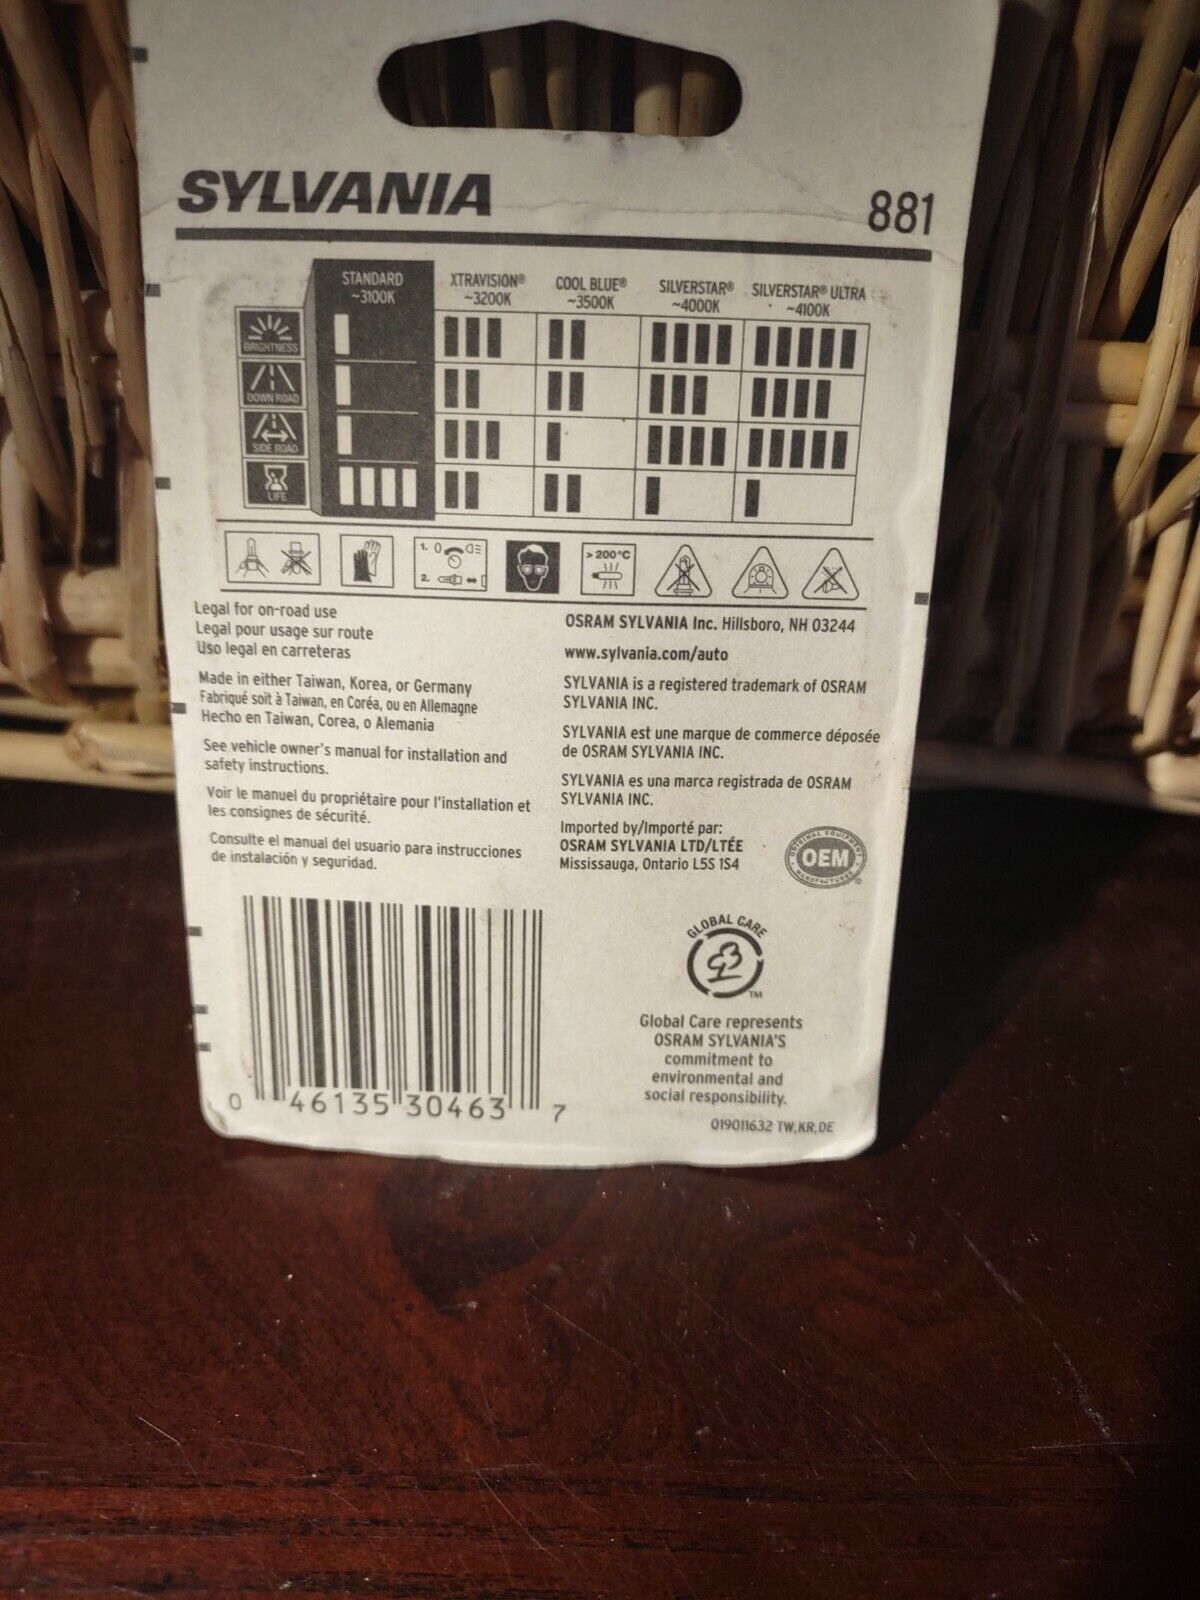 SYLVANIA
881
STANDARD XTRAVISION® COOL BLUE® SILVERSTAR® SILVERSTAR® ULTRA
~3100K ~3200K ~3500K ~4000K ~4100K
BRIGHTNESS
DOWN ROAD
SIDE ROAD
LIFE
1. 0
2.
> 200°C
Legal for on-road use
Legal pour usage sur route
Uso legal en carreteras
Made in either Taiwan, Korea, or Germany
Fabriqué soit à Taiwan, en Coréa, ou en Allemagne
Hecho en Taiwan, Corea, o Alemania
See vehicle owner's manual for installation and
safety instructions.
Voir le manuel du propriétaire pour l'installation et
les consignes de sécurité.
Consulte el manual del usuario para instrucciones
de instalación y seguridad.
OSRAM SYLVANIA Inc. Hillsboro, NH 03244
www.sylvania.com/auto
SYLVANIA is a registered trademark of OSRAM
SYLVANIA INC.
SYLVANIA est une marque de commerce déposée
de OSRAM SYLVANIA INC.
SYLVANIA es una marca registrada de OSRAM
SYLVANIA INC.
Imported by/Importé par:
OSRAM SYLVANIA LTD/LTÉE
Mississauga, Ontario L5S 1S4
ORIGINAL EQUIPMENT
OEM
MANUFACTURER
®
GLOBAL CARE
TM
Global Care represents
OSRAM SYLVANIA'S
commitment to
environmental and
social responsibility.
019011632 TW,KR,DE
0 46135 30463 7